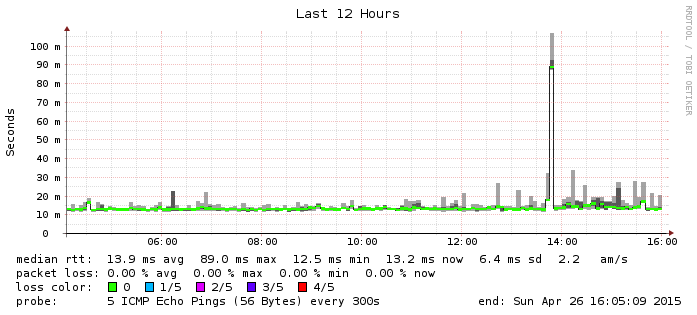 Last 12 Hours
RRDTOOL / TOBI OETIKER
Seconds
100 m
90 m
80 m
70 m
60 m
50 m
40 m
30 m
20 m
10 m
0
06:00 08:00 10:00 12:00 14:00 16:00
median rtt: 13.9 ms avg 89.0 ms max 12.5 ms min 13.2 ms now 6.4 ms sd 2.2 am/s
packet loss: 0.00 % avg 0.00 % max 0.00 % min 0.00 % now
loss color: 0 1/5 2/5 3/5 4/5
probe: 5 ICMP Echo Pings (56 Bytes) every 300s end: Sun Apr 26 16:05:09 2015